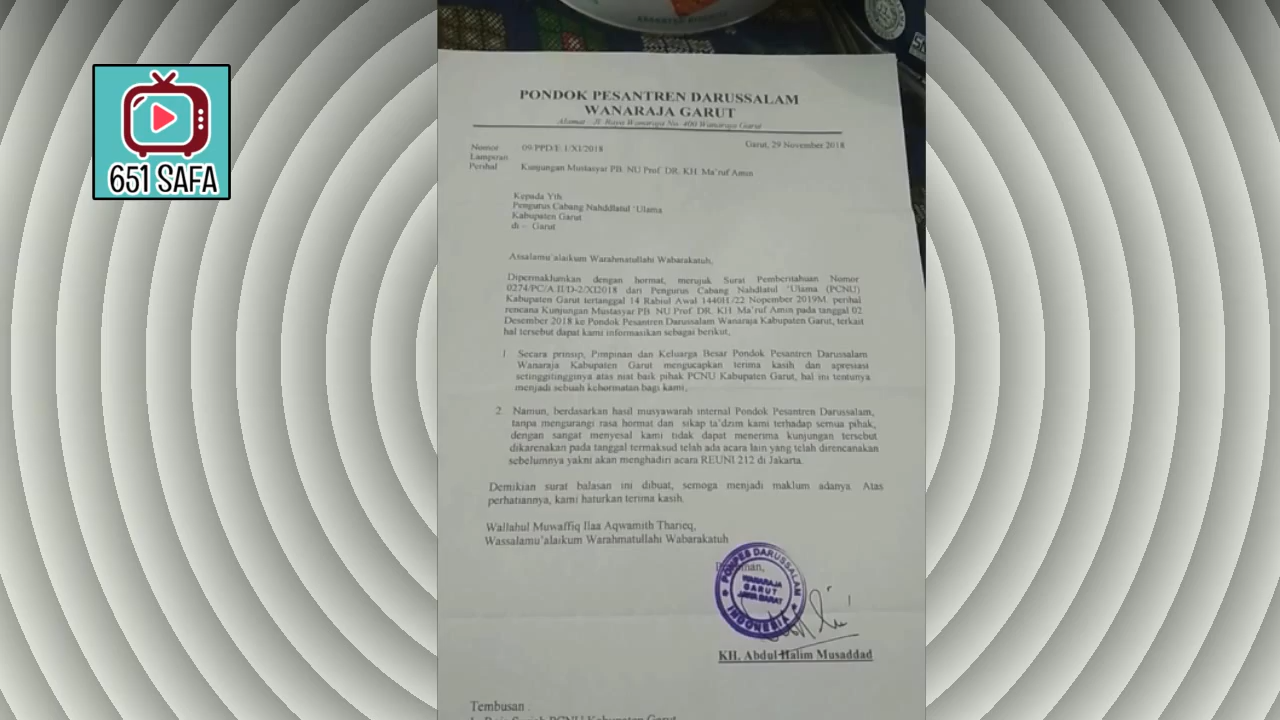 651 SAFA
PONDOK PESANTREN DARUSSALAM
WANARAJA GARUT
Alamat : Jl. Raya Wanaraja No. 400 Wanaraja Garut
Garut, 29 November 2018
Nomor 09/PPD/E.1/XI/2018
Lampiran
Perihal Kunjungan Mustasyar PB. NU Prof. DR. KH. Ma'ruf Amin
Kepada Yth.
Pengurus Cabang Nahddlatul 'Ulama
Kabupaten Garut
di – Garut
Atsalamu'alaikum Warahmatullahi Wabarakatuh,
Dipermaklumkan dengan hormat, merujuk Surat Pemberitahuan Nomor
0274/PC/A.II/D-2/XI2018 dari Pengurus Cabang Nahdlatul 'Ulama (PCNU)
Kabupaten Garut tertanggal 14 Rabiul Awal 1440H./22 Nopember 2019M, perihal
rencana Kunjungan Mustasyar PB. NU Prof. DR. KH. Ma'ruf Amin pada tanggal 02
Desember 2018 ke Pondok Pesantren Darussalam Wanaraja Kabupaten Garut, terkait
hal tersebut dapat kami informasikan sebagai berikut,
1 Secara prinsip, Pimpinan dan Keluarga Besar Pondok Pesantren Darussalam
Wanaraja Kabupaten Garut mengucapkan terima kasih dan apresiasi
setinggitingginya atas niat baik pihak PCNU Kabupaten Garut, hal ini tentunya
menjadi sebuah kehormatan bagi kami,
2. Namun, berdasarkan hasil musyawarah internal Pondok Pesantren Darussalam,
tanpa mengurangi rasa hormat dan sikap ta'dzim kami terhadap semua pihak,
dengan sangat menyesal kami tidak dapat menerima kunjungan tersebut
dikarenakan pada tanggal termaksud telah ada acara lain yang telah direncanakan
sebelumnya yakni akan menghadiri acara REUNI 212 di Jakarta.
Demikian surat balasan ini dibuat, semoga menjadi maklum adanya. Atas
perhatiannya, kami haturkan terima kasih.
Wallahul Muwaffiq Ilaa Aqwamith Tharieq,
Wassalamu'alaikum Warahmatullahi Wabarakatuh
PONPES DARUSSALAM
WANARAJA
GARUT
JAWA BARAT
INDONESIA
KH. Abdul Halim Musaddad
Tembusan :